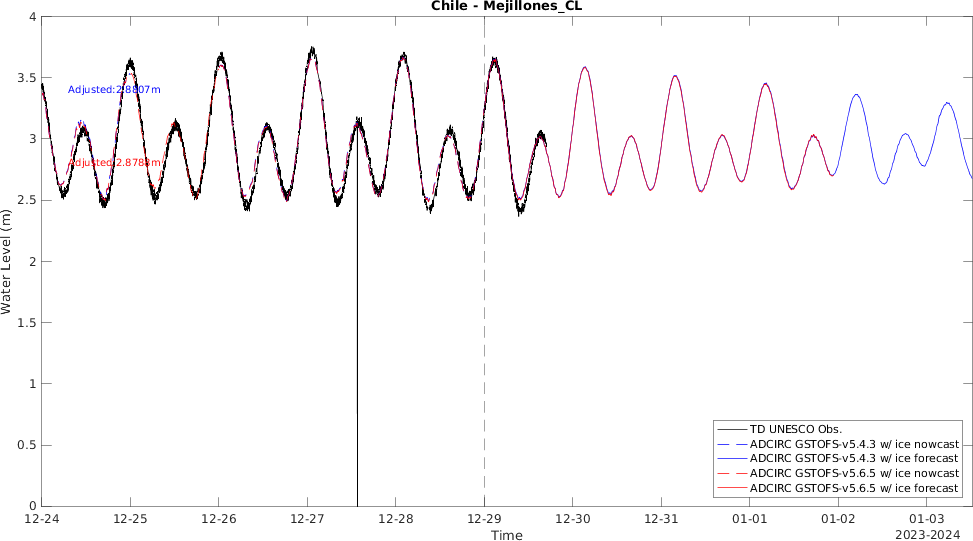 Chile - Mejillones_CL
4
3.5
3
2.5
2
1.5
1
0.5
0
Water Level (m)
Adjusted:2.8807m
Adjusted:2.8788m
TD UNESCO Obs.
ADCIRC GSTOFS-v5.4.3 w/ ice nowcast
ADCIRC GSTOFS-v5.4.3 w/ ice forecast
ADCIRC GSTOFS-v5.6.5 w/ ice nowcast
ADCIRC GSTOFS-v5.6.5 w/ ice forecast
12-24 12-25 12-26 12-27 12-28 12-29 12-30 12-31 01-01 01-02 01-03
Time
2023-2024